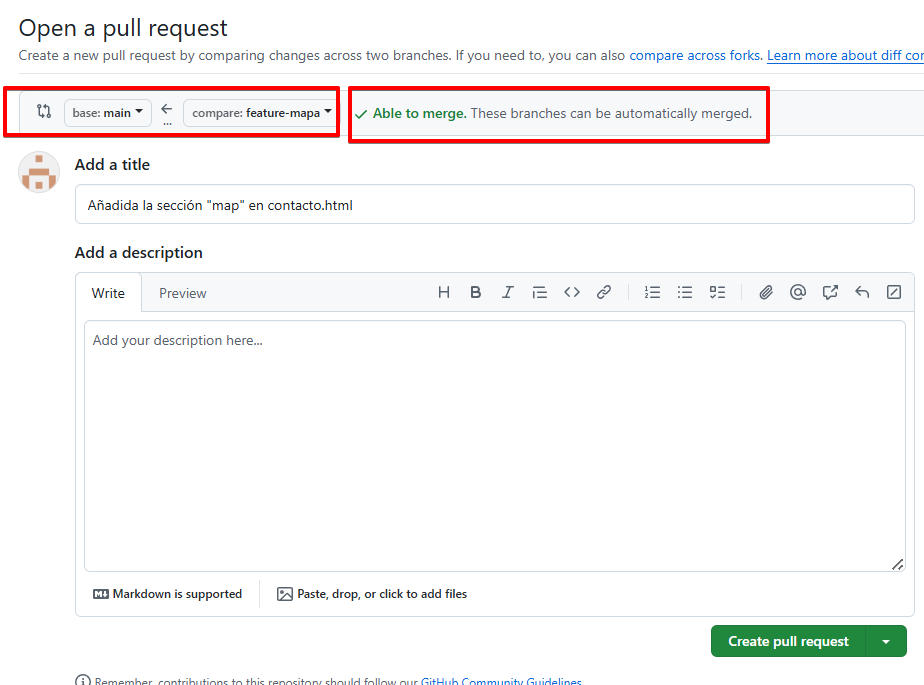 Open a pull request
Create a new pull request by comparing changes across two branches. If you need to, you can also compare across forks. Learn more about diff
base: main compare: feature-mapa Able to merge. These branches can be automatically merged.
Add a title
Añadida la sección "map" en contacto.html
Add a description
Write Preview
Add your description here...
Markdown is supported Paste, drop, or click to add files
Create pull request
Remember, contributions to this repository should follow our GitHub Community Guidelines.